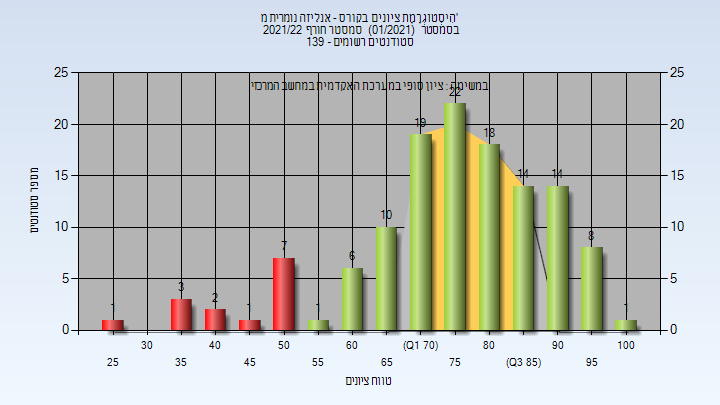 היסטוגרמת ציונים בקורס - אנליזה נומרית מ'
בסמסטר (01/2021) סמסטר חורף 2021/22
סטודנטים רשומים - 139
במשימה : ציון סופי במערכת האקדמית במחשב המרכזי
25 25
20 20
15 15
10 10
5 5
0 0
מספר סטודנטים
1 3 2 1 7 1 6 10 19 22 18 14 14 8 1
30 40 50 60 (Q1 70) 80 90 100
25 35 45 55 65 75 (Q3 85) 95
טווח ציונים